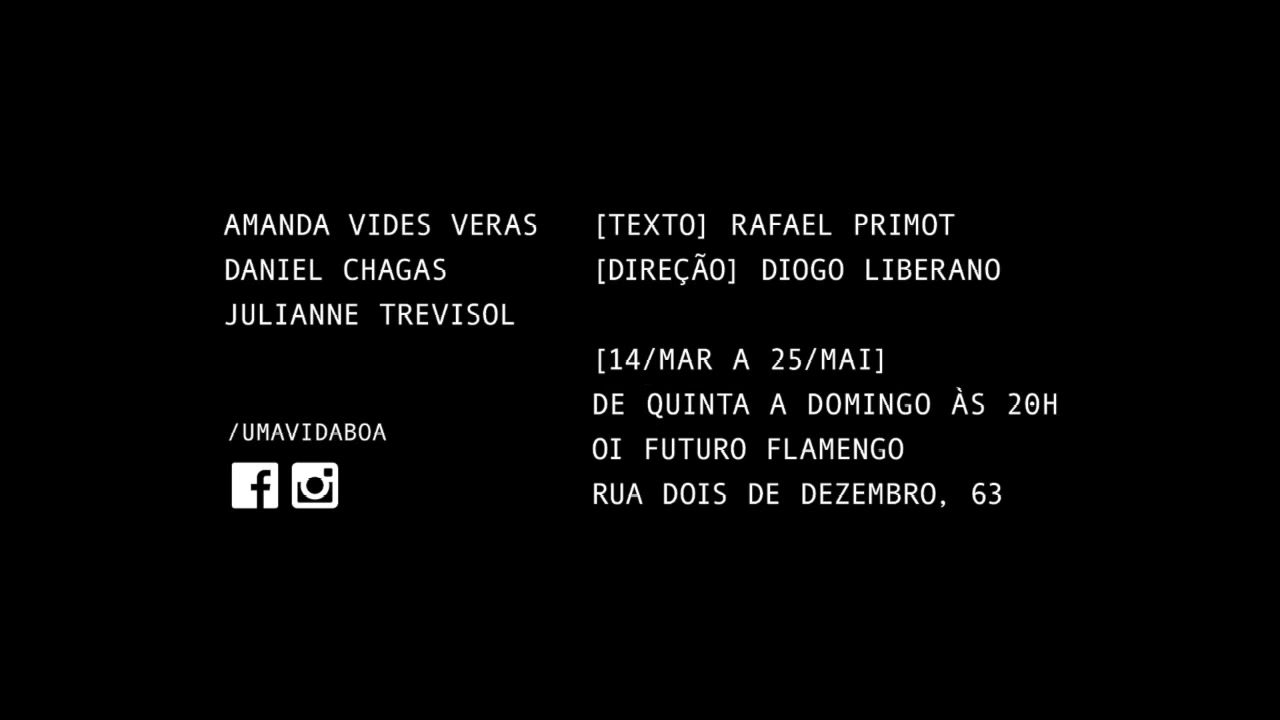 AMANDA VIDES VERAS
DANIEL CHAGAS
JULIANNE TREVISOL
/UMAVIDABOA
[TEXTO] RAFAEL PRIMOT
[DIREÇÃO] DIOGO LIBERANO
[14/MAR A 25/MAI]
DE QUINTA A DOMINGO ÀS 20H
OI FUTURO FLAMENGO
RUA DOIS DE DEZEMBRO, 63